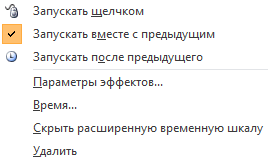 Запускать щелчком
Запускать вместе с предыдущим
Запускать после предыдущего
Параметры эффектов...
Время...
Скрыть расширенную временную шкалу
Удалить